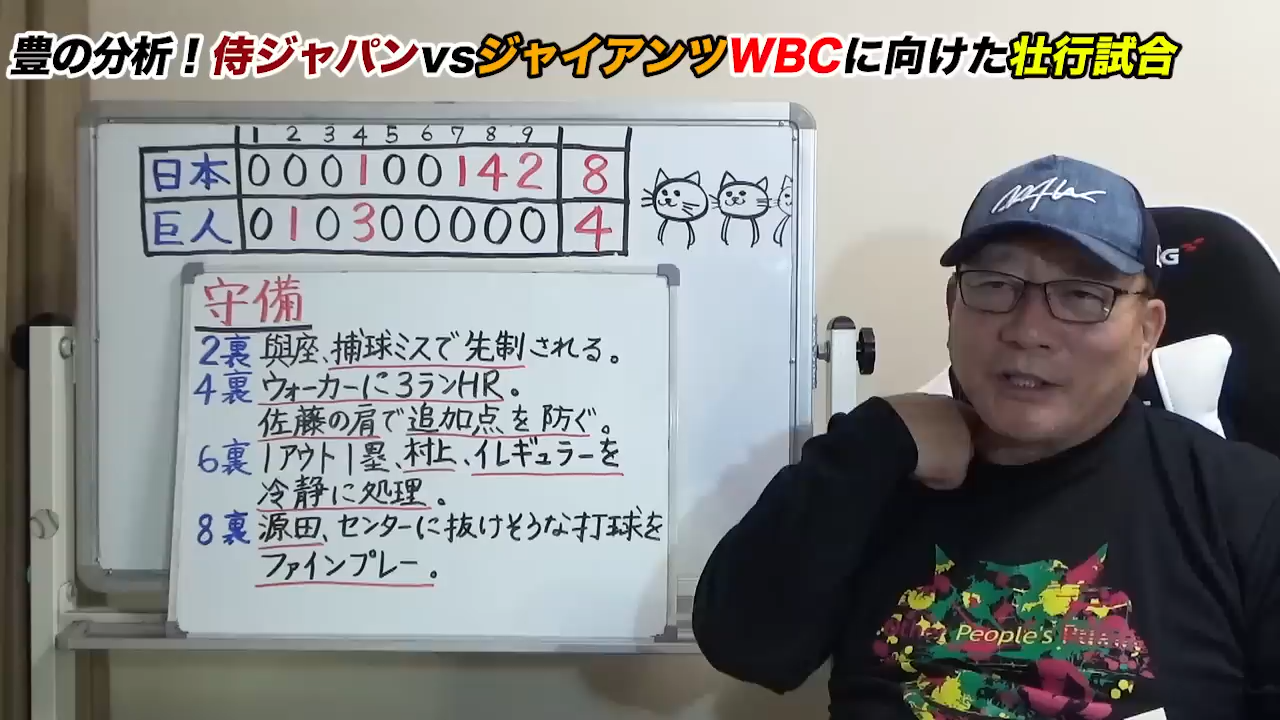 豊の分析！侍ジャパンvsジャイアンツWBCに向けた壮行試合
1 2 3 4 5 6 7 8 9
日本 0 0 0 1 0 0 1 4 2 8
巨人 0 1 0 3 0 0 0 0 0 4
守備
2裏 與座、捕球ミスで先制される。
4裏 ウォーカーに3ランHR。
佐藤の肩で追加点を防ぐ。
6裏 1アウト1塁、村上、イレギュラーを
冷静に処理。
8裏 源田、センターに抜けそうな打球を
ファインプレー。
People's